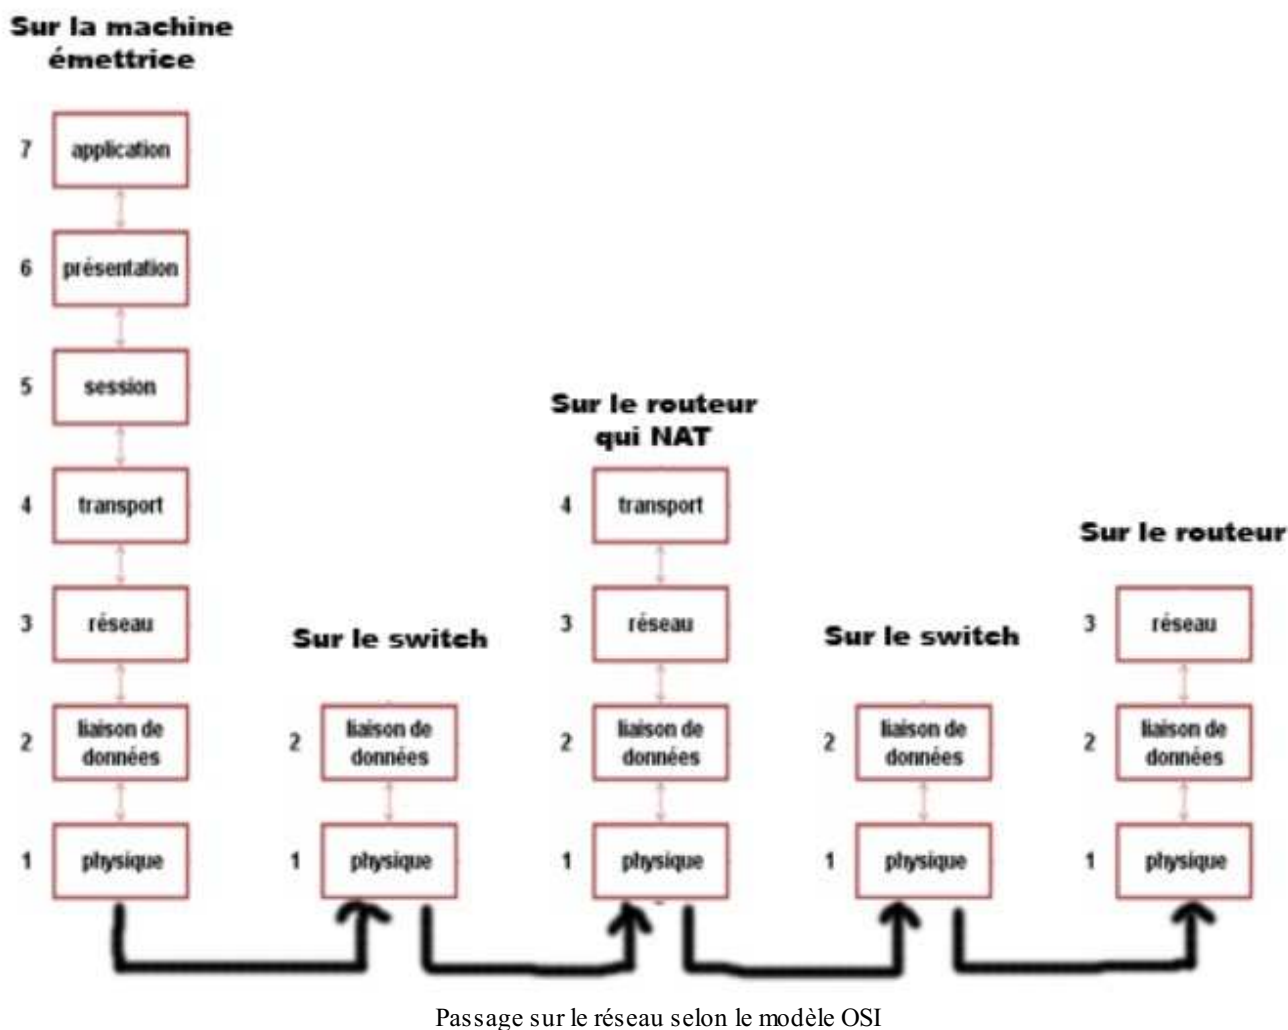 Sur la machine
émettrice
7 application
6 présentation
5 session
4 transport
3 réseau
2 liaison de
données
1 physique
Sur le switch
2 liaison de
données
1 physique
Sur le routeur
qui NAT
4 transport
3 réseau
2 liaison de
données
1 physique
Sur le switch
2 liaison de
données
1 physique
Sur le routeur
3 réseau
2 liaison de
données
1 physique
Passage sur le réseau selon le modèle OSI